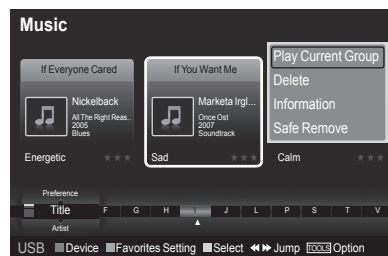 Music
If Everyone Cared
Nickelback
All The Right Reas..
2005
Blues
Energetic
If You Want Me
Marketa Irgl...
Once Ost
2007
Soundtrack
Sad
Play Current Group
Delete
Information
Safe Remove
Calm
Preference
Title F G H I J L P S T V
Artist
USB Device Favorites Setting Select Jump TOOLS Option